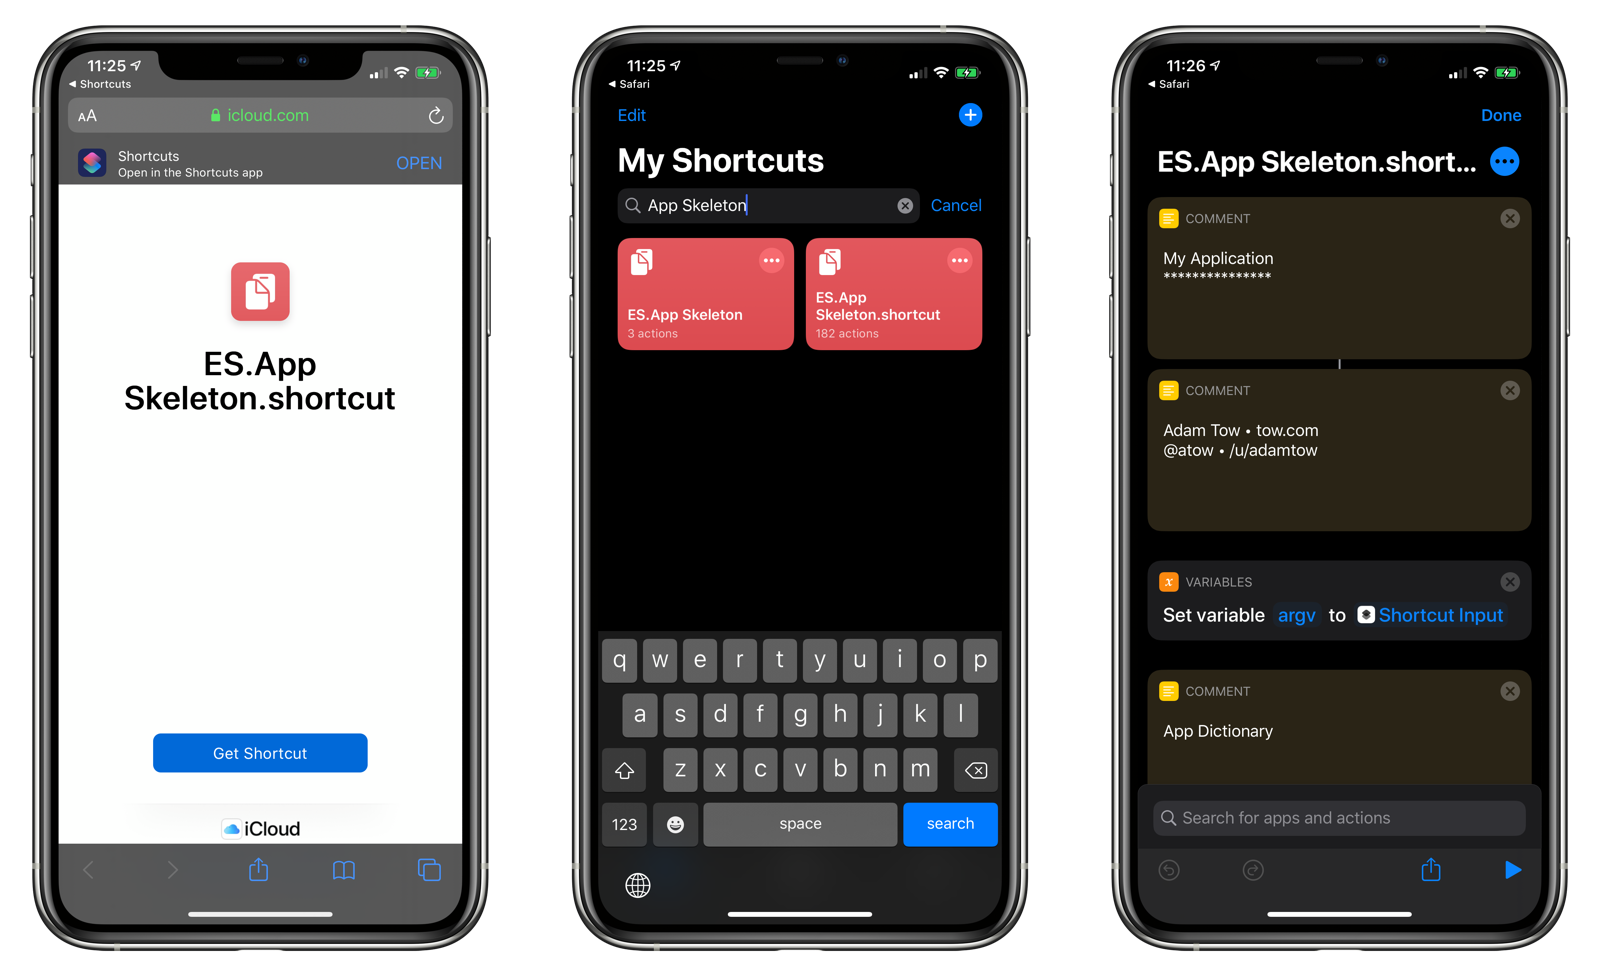 11:25
◀ Shortcuts
AA
icloud.com
Shortcuts
Open in the Shortcuts app
OPEN
ES.App
Skeleton.shortcut
Get Shortcut
iCloud
11:25
◀ Safari
Edit
My Shortcuts
App Skeleton
Cancel
ES.App Skeleton
3 actions
ES.App
Skeleton.shortcut
182 actions
q w e r t y u i o p
a s d f g h j k l
z x c v b n m
123
space
search
11:26
◀ Safari
Done
ES.App Skeleton.short...
COMMENT
My Application
***************
COMMENT
Adam Tow • tow.com
@atow • /u/adamtow
x VARIABLES
Set variable argv to Shortcut Input
COMMENT
App Dictionary
Search for apps and actions